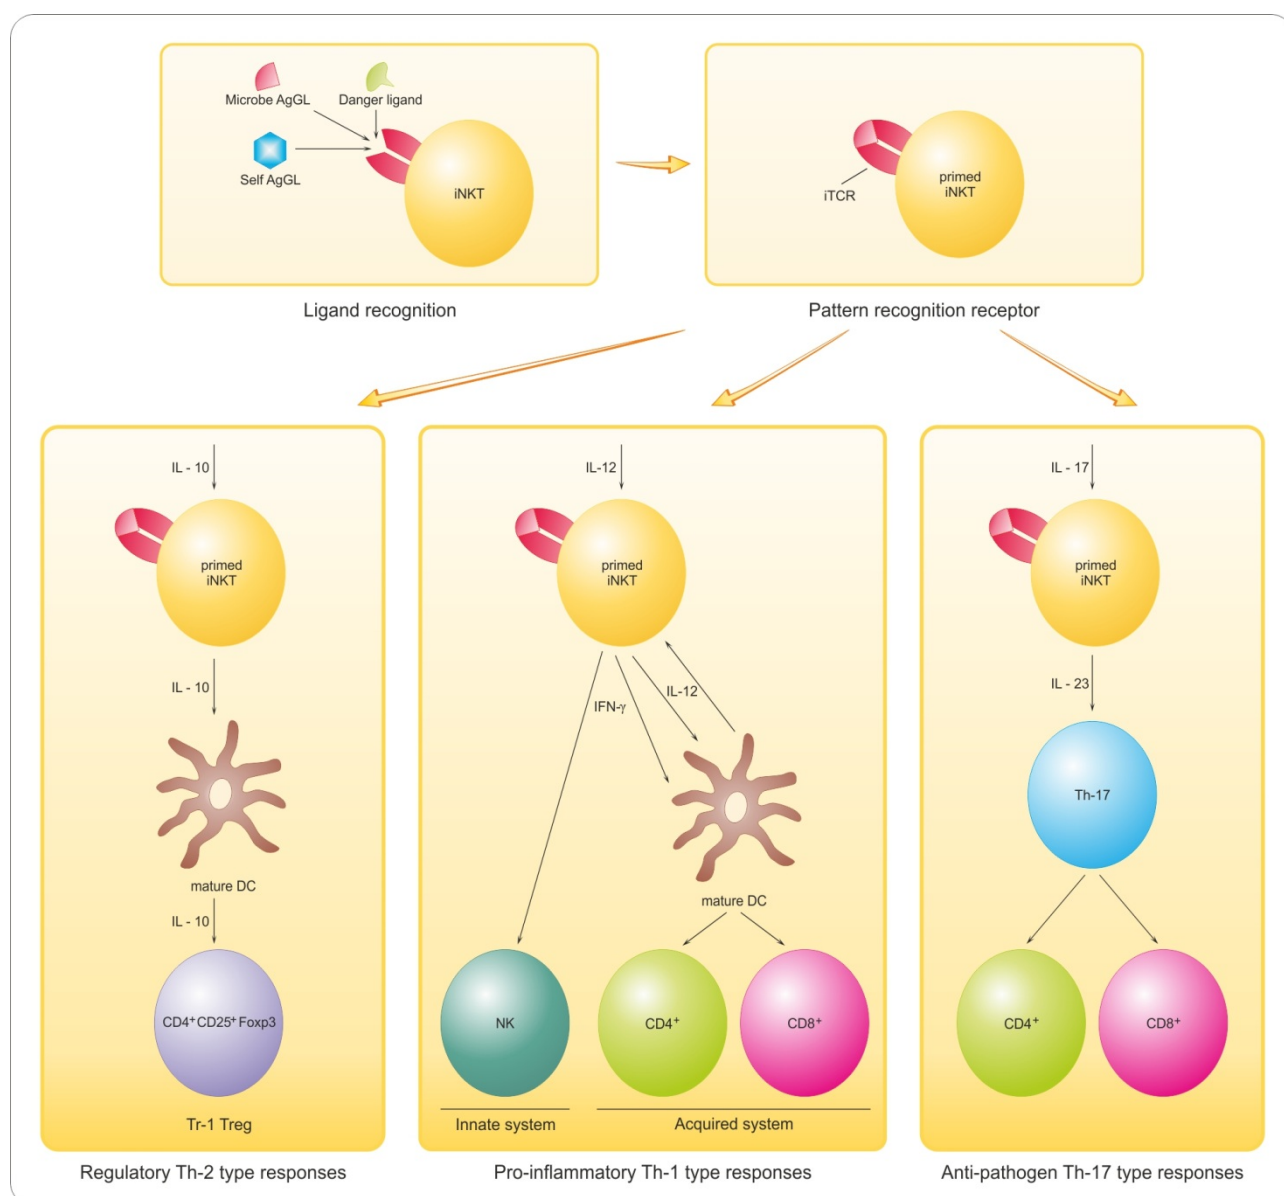 Microbe AgGL
Danger ligand
Self AgGL
iNKT
Ligand recognition
iTCR
primed
iNKT
Pattern recognition receptor
IL - 10
primed
iNKT
IL - 10
mature DC
IL - 10
CD4⁺CD25⁺Foxp3
Tr-1 Treg
Regulatory Th-2 type responses
IL-12
primed
iNKT
IFN-γ
IL-12
mature DC
NK
CD4⁺
CD8⁺
Innate system
Acquired system
Pro-inflammatory Th-1 type responses
IL - 17
primed
iNKT
IL - 23
Th-17
CD4⁺
CD8⁺
Anti-pathogen Th-17 type responses